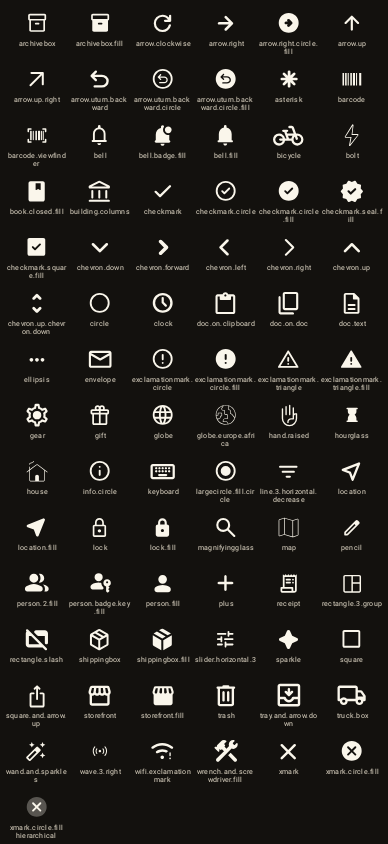 archivebox archivebox.fill arrow.clockwise arrow.right arrow.right.circle. arrow.up
fill
arrow.up.right arrow.uturn.back arrow.uturn.back arrow.uturn.back asterisk barcode
ward ward.circle ward.circle.fill
barcode.viewfind bell bell.badge.fill bell.fill bicycle bolt
er
book.closed.fill building.columns checkmark checkmark.circle checkmark.circle checkmark.seal.f
.fill ill
checkmark.squar chevron.down chevron.forward chevron.left chevron.right chevron.up
e.fill
chevron.up.chevr circle clock doc.on.clipboard doc.on.doc doc.text
on.down
ellipsis envelope exclamationmark. exclamationmark. exclamationmark. exclamationmark.
circle circle.fill triangle triangle.fill
gear gift globe globe.europe.afri hand.raised hourglass
ca
house info.circle keyboard largecircle.fill.cir line.3.horizontal. location
cle decrease
location.fill lock lock.fill magnifyingglass map pencil
person.2.fill person.badge.key person.fill plus receipt rectangle.3.group
.fill
rectangle.slash shippingbox shippingbox.fill slider.horizontal.3 sparkle square
square.and.arrow. storefront storefront.fill trash tray.and.arrow.do truck.box
up wn
wand.and.sparkle wave.3.right wifi.exclamation wrench.and.scre xmark xmark.circle.fill
s mark wdriver.fill
xmark.circle.fill
hierarchical